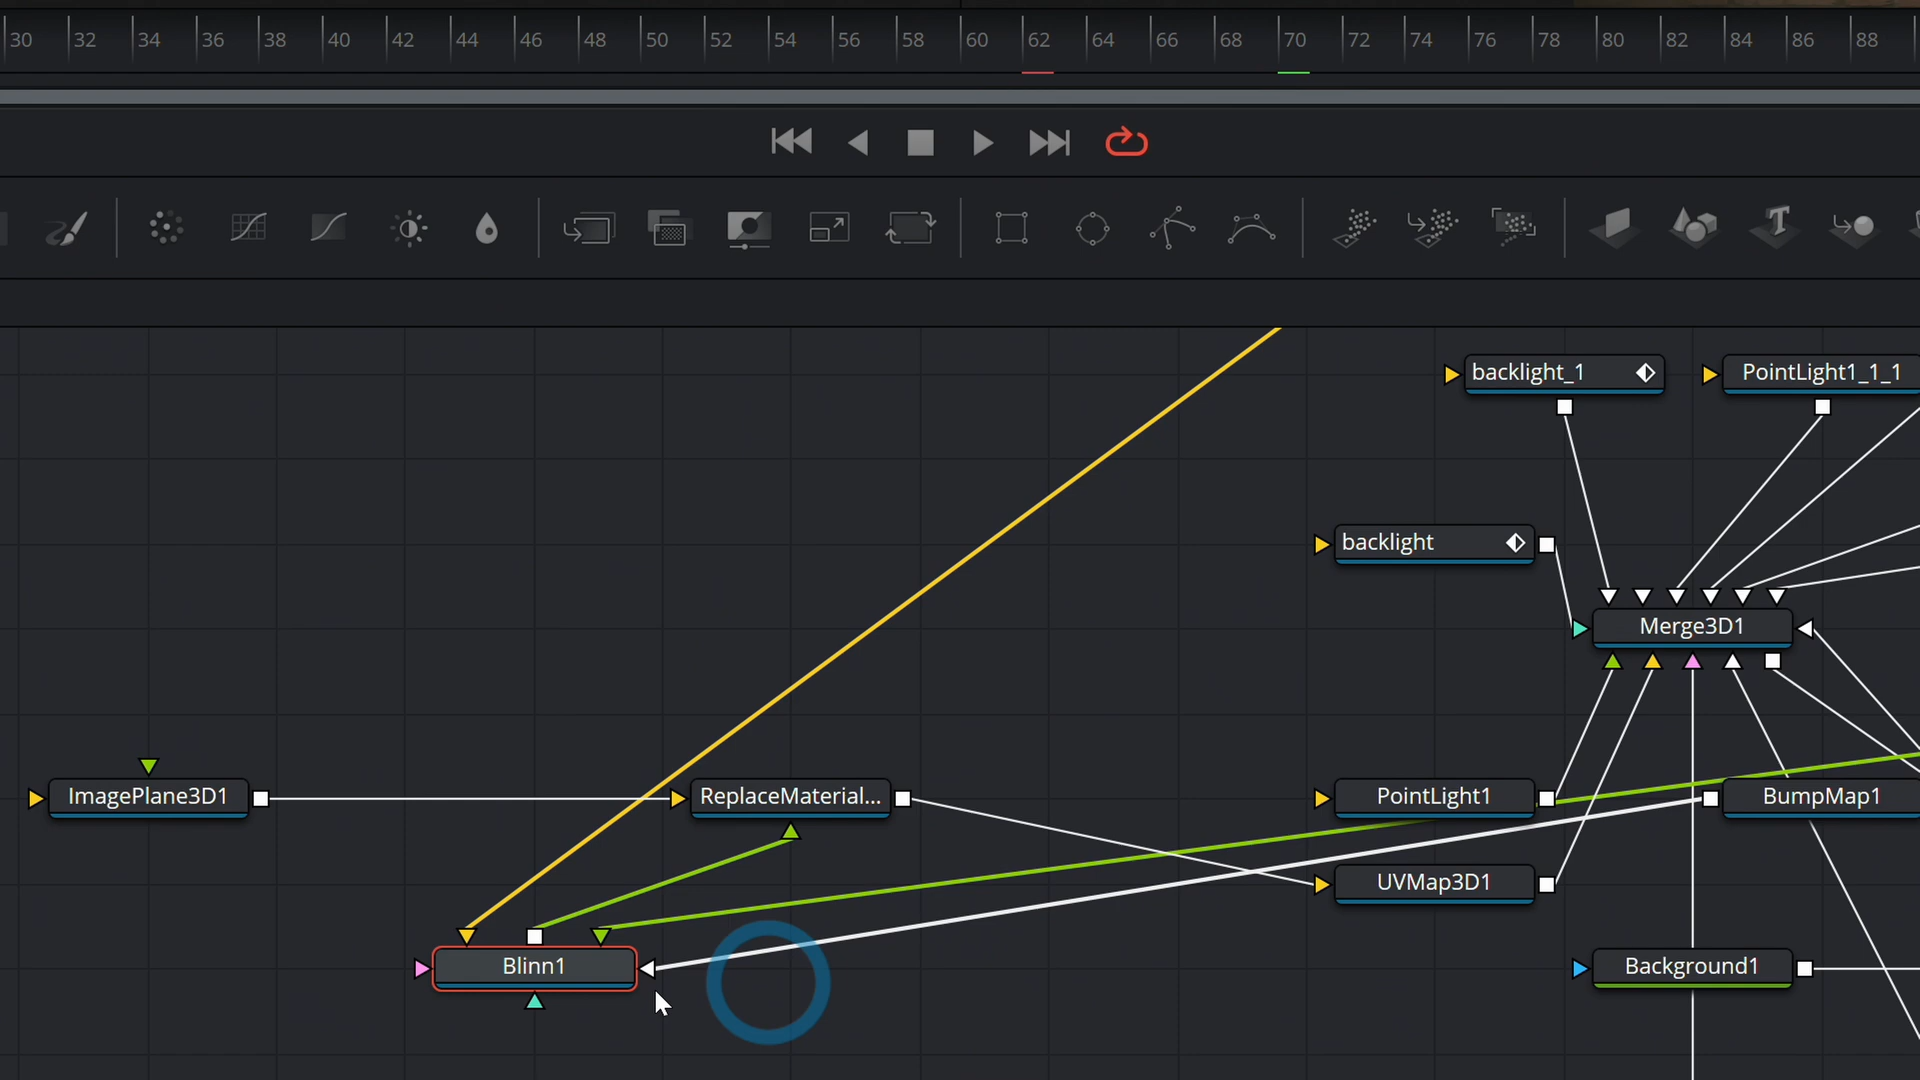 30 32 34 36 38 40 42 44 46 48 50 52 54 56 58 60 62 64 66 68 70 72 74 76 78 80 82 84 86 88
backlight_1 PointLight1_1_1
backlight
Merge3D1
ImagePlane3D1 ReplaceMaterial... PointLight1 BumpMap1
UVMap3D1
Blinn1 Background1